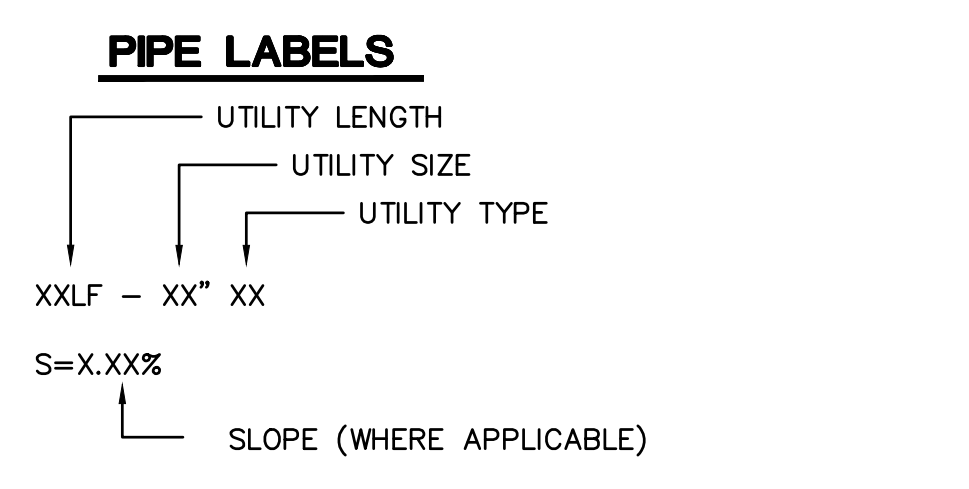 PIPE LABELS
UTILITY LENGTH
UTILITY SIZE
UTILITY TYPE
XXLF - XX" XX
S=X.XX%
SLOPE (WHERE APPLICABLE)